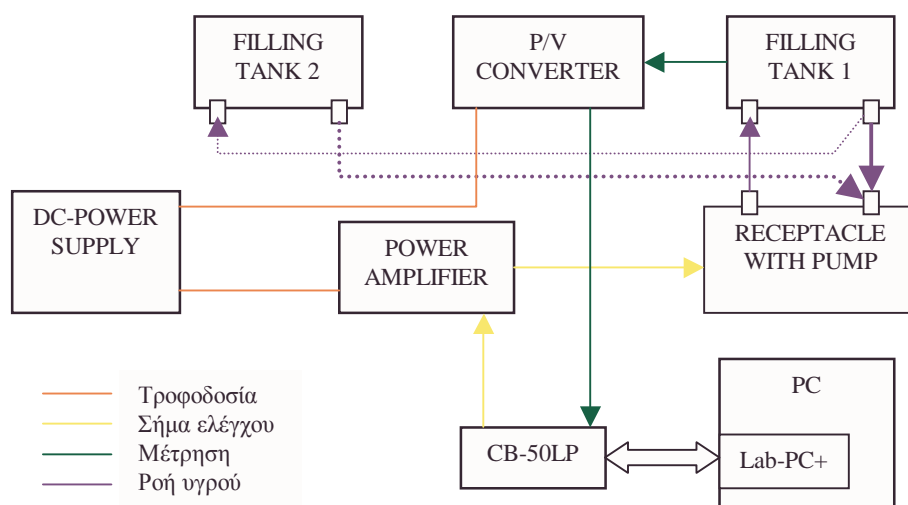 FILLING
TANK 2
P/V
CONVERTER
FILLING
TANK 1
DC-POWER
SUPPLY
POWER
AMPLIFIER
RECEPTACLE
WITH PUMP
Τροφοδοσία
Σήμα ελέγχου
Μέτρηση
Ροή υγρού
CB-50LP
PC
Lab-PC+